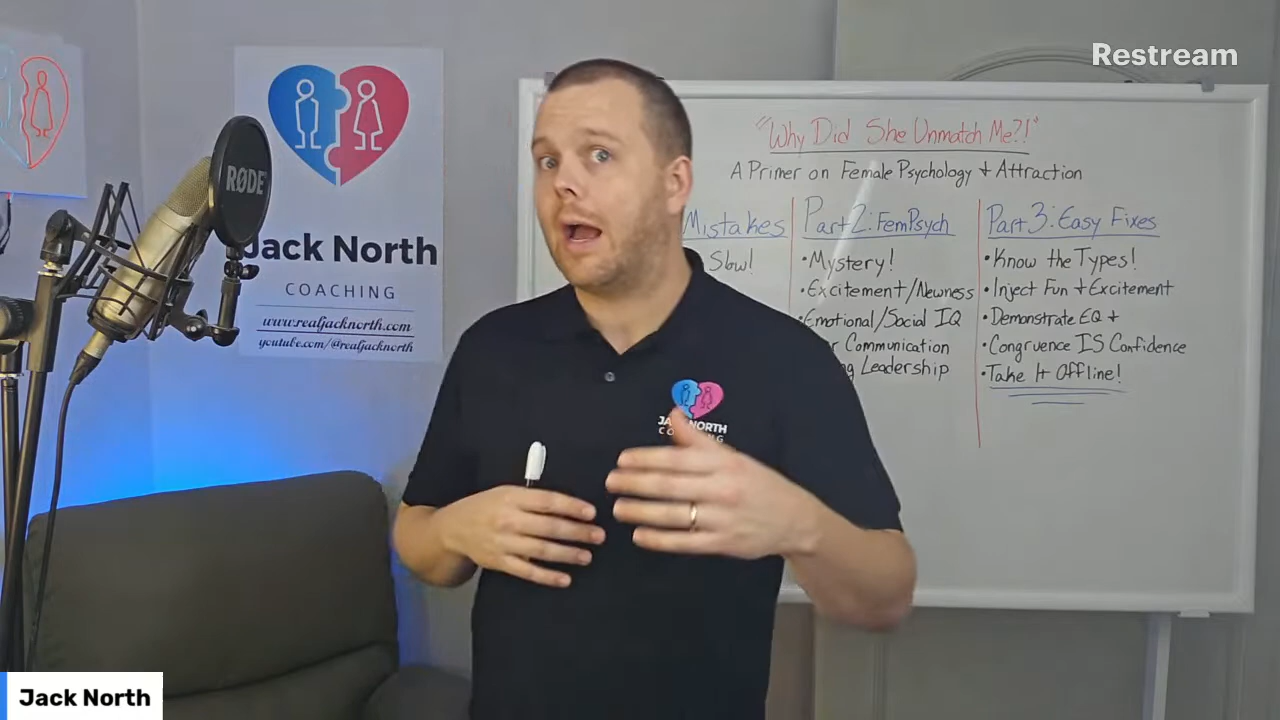 Restream
RØDE
Jack North
COACHING
www.realjacknorth.com
youtube.com/@realjacknorth
"Why Did She Unmatch Me?!"
A Primer on Female Psychology + Attraction
Mistakes
Slow!
Part 2: FemPsych
• Mystery!
• Excitement/Newness
• Emotional/Social IQ
Communication
Leadership
Part 3: Easy Fixes
• Know the Types!
• Inject Fun + Excitement
• Demonstrate EQ +
• Congruence IS Confidence
• Take It Offline!
JACK NORTH
COACHING
Jack North